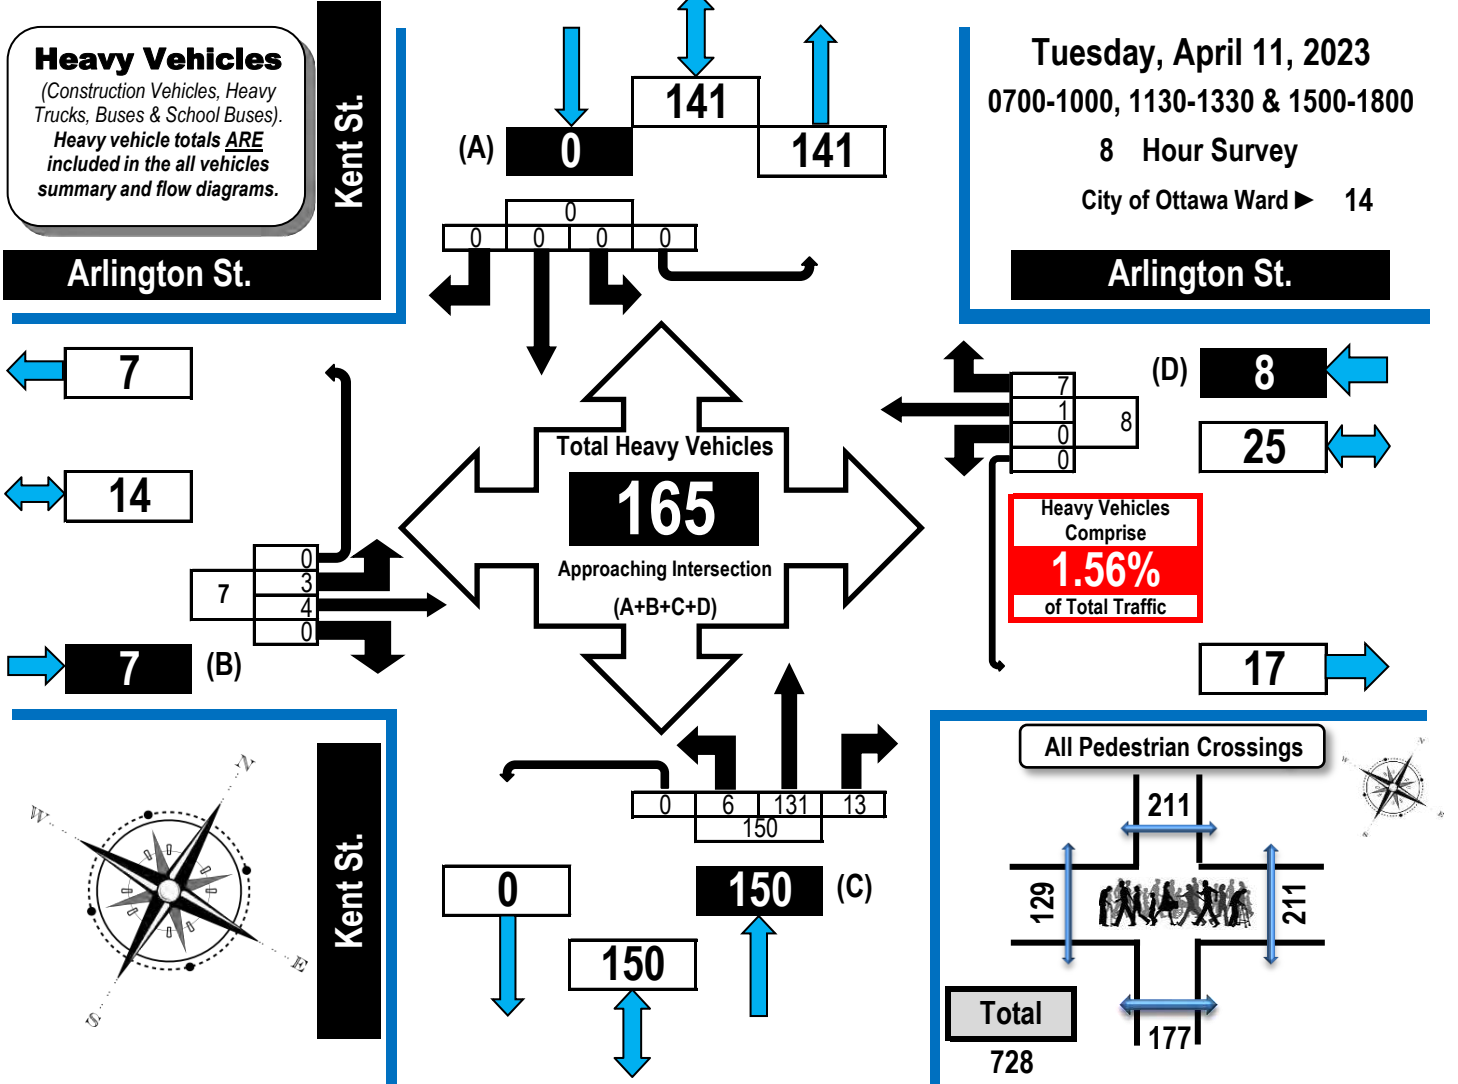 Heavy Vehicles
(Construction Vehicles, Heavy
Trucks, Buses & School Buses).
Heavy vehicle totals ARE
included in the all vehicles
summary and flow diagrams.
Kent St.
Arlington St.
(A)
0
141
141
0
0
0
0
0
Tuesday, April 11, 2023
0700-1000, 1130-1330 & 1500-1800
8 Hour Survey
City of Ottawa Ward ► 14
Arlington St.
7
14
0
3
4
0
7
7
(B)
Total Heavy Vehicles
165
Approaching Intersection
(A+B+C+D)
(D)
8
7
1
0
0
8
25
Heavy Vehicles
Comprise
1.56%
of Total Traffic
17
N
W
E
S
Kent St.
0
6
131
13
150
0
150
(C)
150
All Pedestrian Crossings
N
W
E
S
211
129
211
177
Total
728